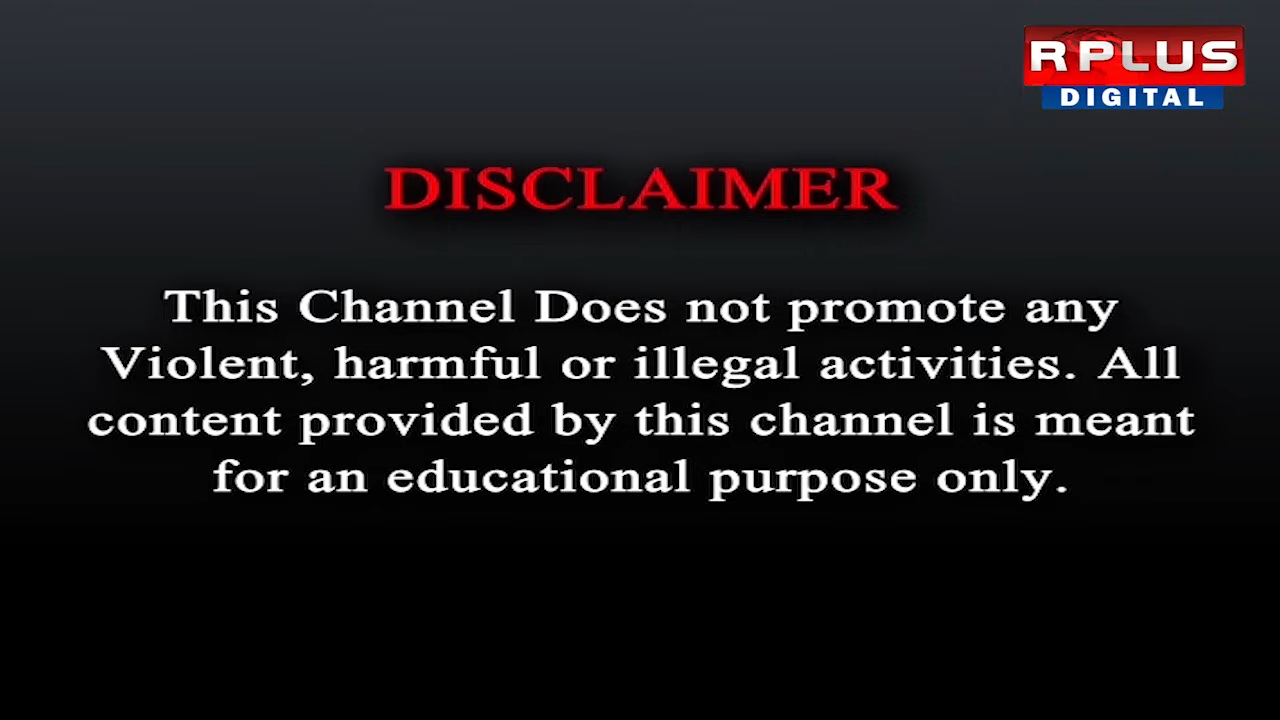 RPLUS
DIGITAL
DISCLAIMER
This Channel Does not promote any
Violent, harmful or illegal activities. All
content provided by this channel is meant
for an educational purpose only.